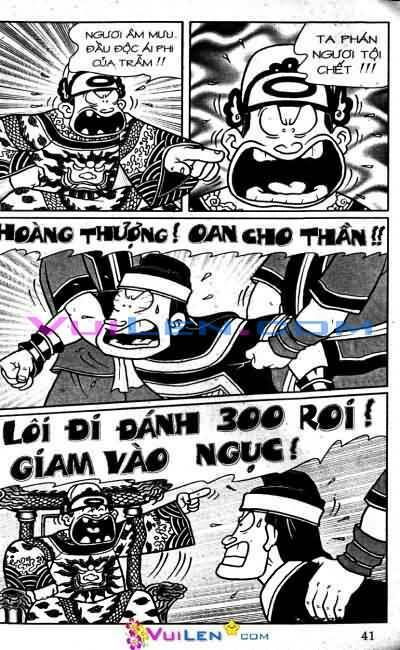 NGƯƠI ÂM MƯU
ĐẦU ĐỘC ÁI PHI
CỦA TRẪM !!
TA PHÁN
NGƯƠI TỘI
CHẾT !!!
HOÀNG THƯỢNG! OAN CHO THẦN!!
VUILEN.COM
LÔI ĐI ĐÁNH 300 ROI!
GIAM VÀO NGỤC!
41
VUILEN.COM